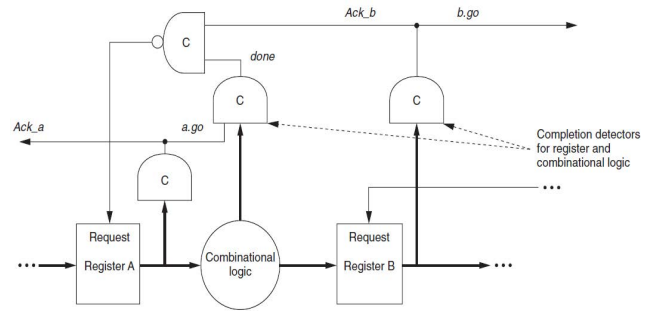 Ack_b
b.go
C
done
C
C
Ack_a
a.go
Completion detectors
for register and
combinational logic
C
Request
Register A
Combinational
logic
Request
Register B